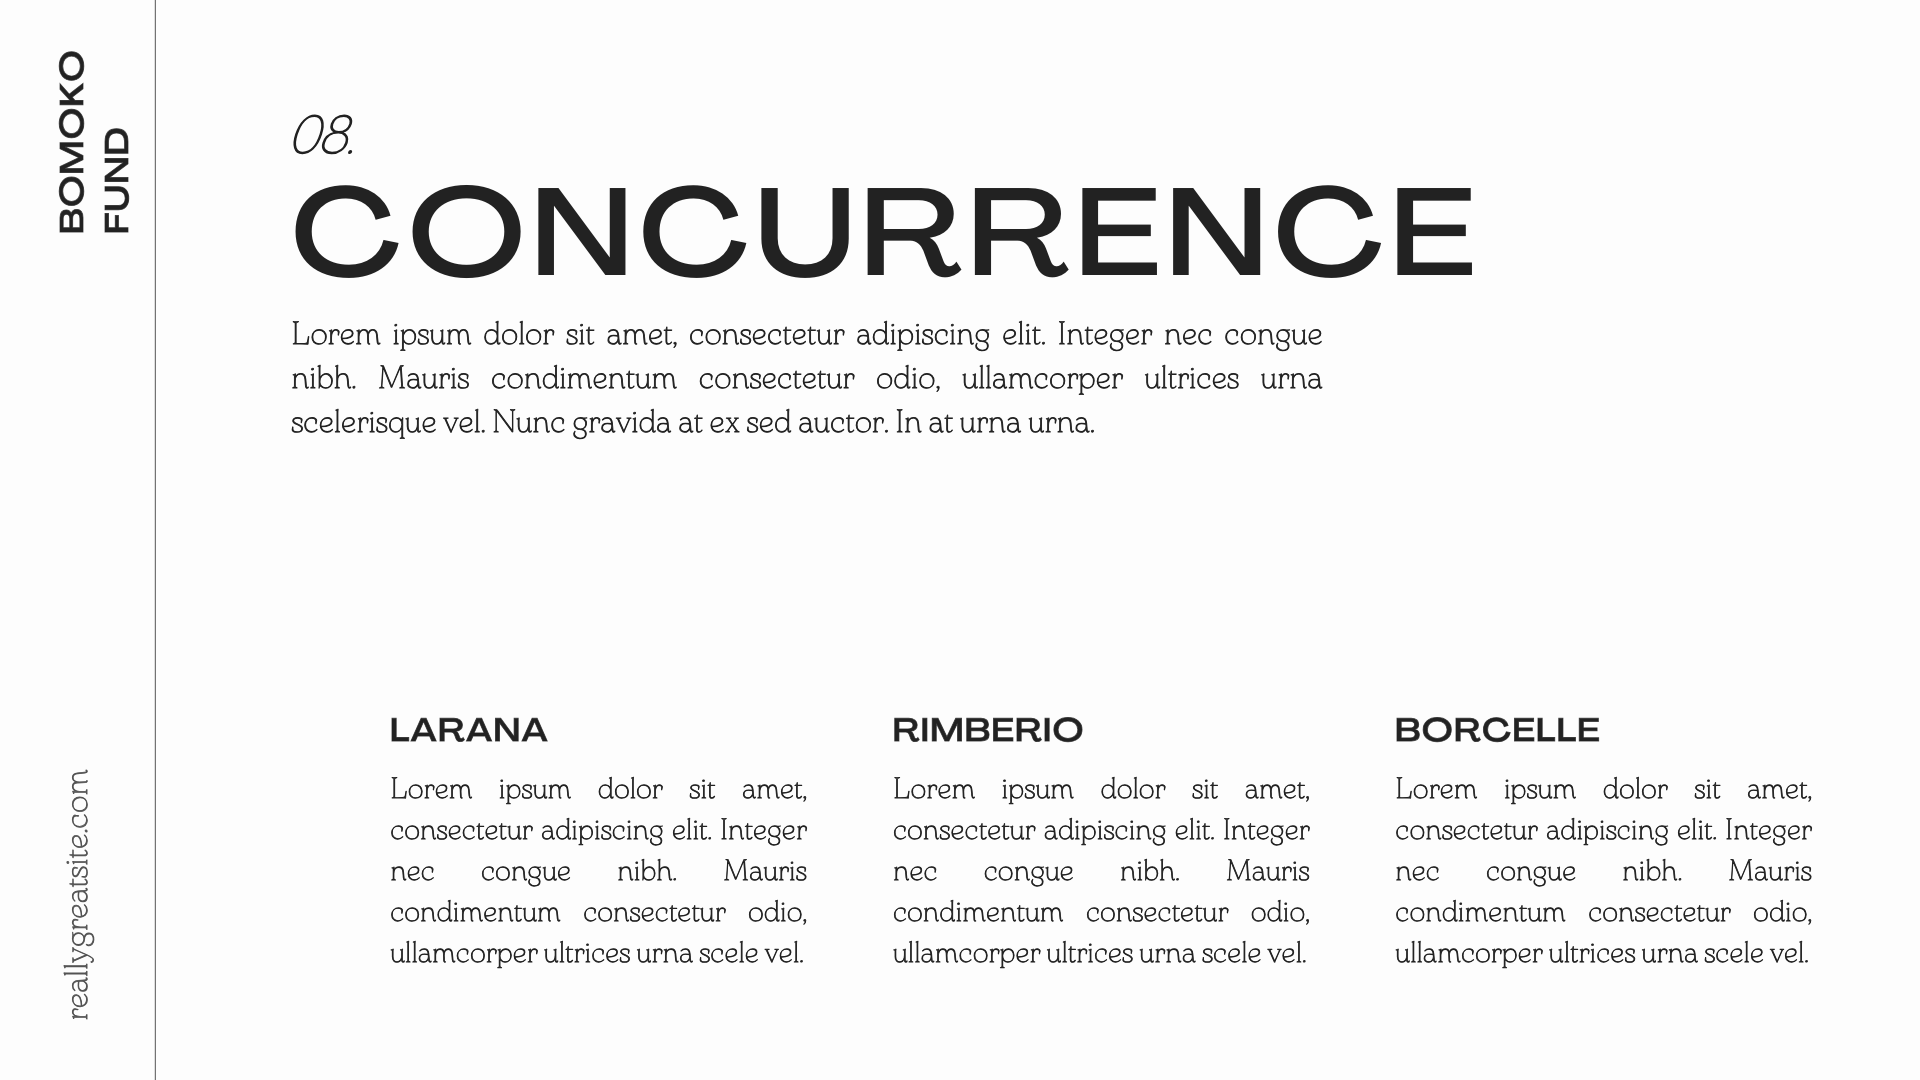 BOMOKO
FUND
reallygreatsite.com
08.
CONCURRENCE
Lorem ipsum dolor sit amet, consectetur adipiscing elit. Integer nec congue
nibh. Mauris condimentum consectetur odio, ullamcorper ultrices urna
scelerisque vel. Nunc gravida at ex sed auctor. In at urna urna.
LARANA
Lorem ipsum dolor sit amet,
consectetur adipiscing elit. Integer
nec congue nibh. Mauris
condimentum consectetur odio,
ullamcorper ultrices urna scele vel.
RIMBERIO
Lorem ipsum dolor sit amet,
consectetur adipiscing elit. Integer
nec congue nibh. Mauris
condimentum consectetur odio,
ullamcorper ultrices urna scele vel.
BORCELLE
Lorem ipsum dolor sit amet,
consectetur adipiscing elit. Integer
nec congue nibh. Mauris
condimentum consectetur odio,
ullamcorper ultrices urna scele vel.